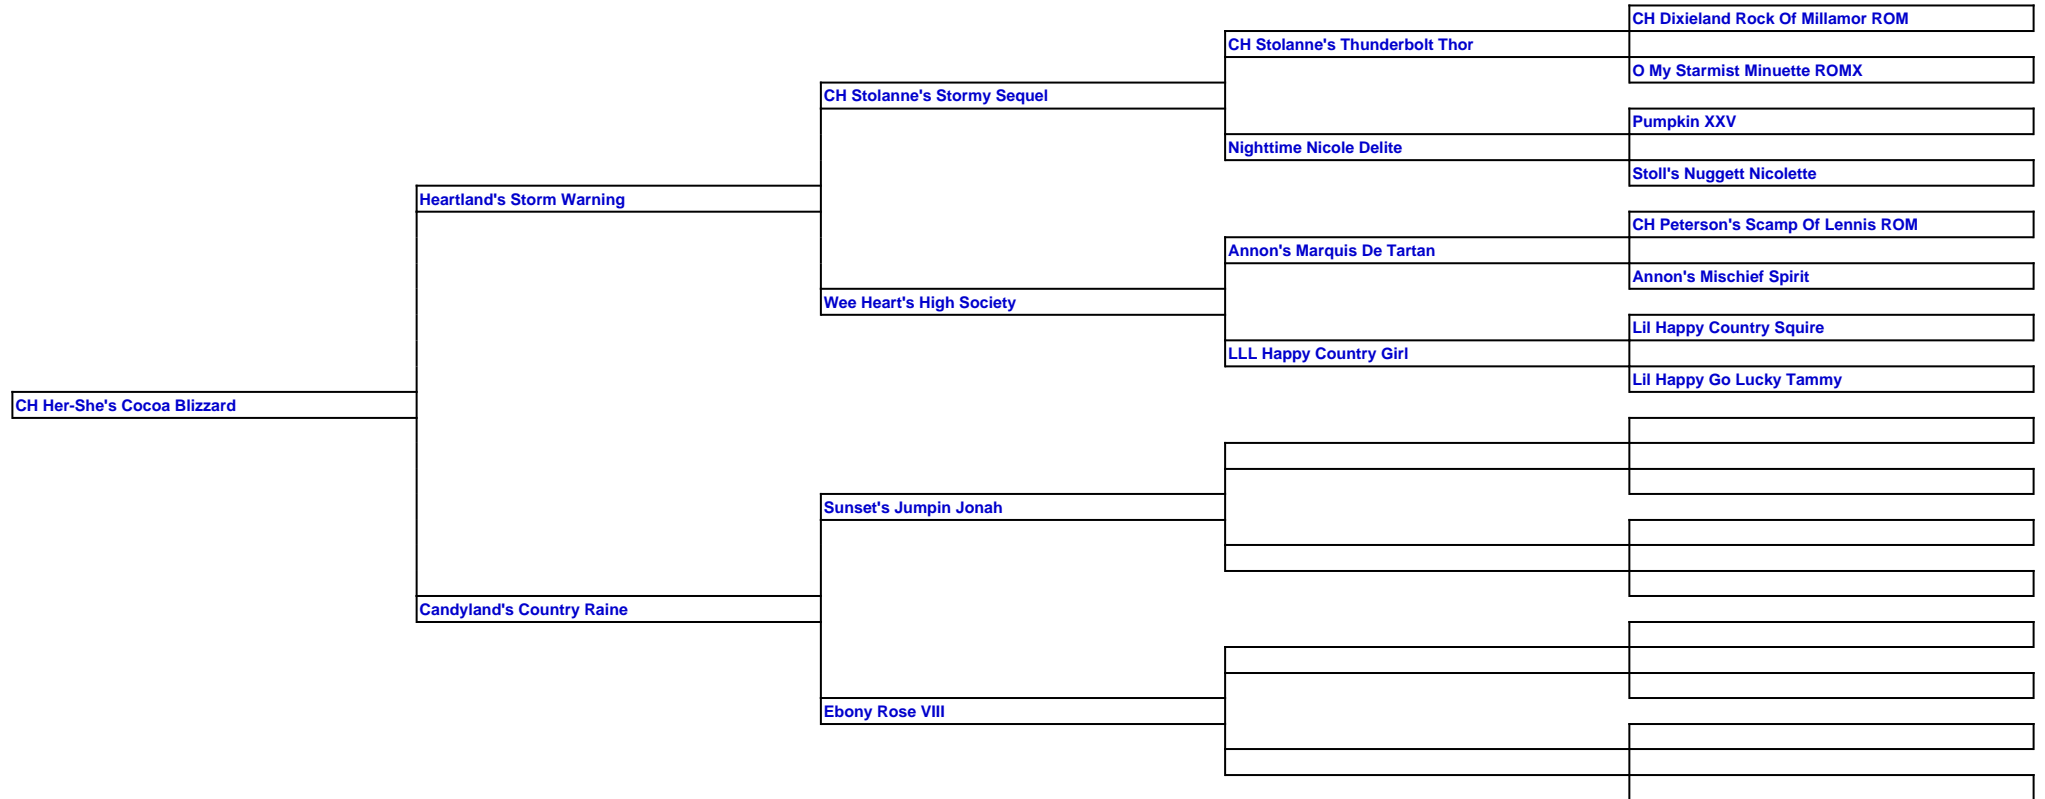 CH Dixieland Rock Of Millamor ROM
CH Stolanne's Thunderbolt Thor
O My Starmist Minuette ROMX
CH Stolanne's Stormy Sequel
Pumpkin XXV
Nighttime Nicole Delite
Stoll's Nuggett Nicolette
Heartland's Storm Warning
CH Peterson's Scamp Of Lennis ROM
Annon's Marquis De Tartan
Annon's Mischief Spirit
Wee Heart's High Society
Lil Happy Country Squire
LLL Happy Country Girl
Lil Happy Go Lucky Tammy
CH Her-She's Cocoa Blizzard
Sunset's Jumpin Jonah
Candyland's Country Raine
Ebony Rose VIII